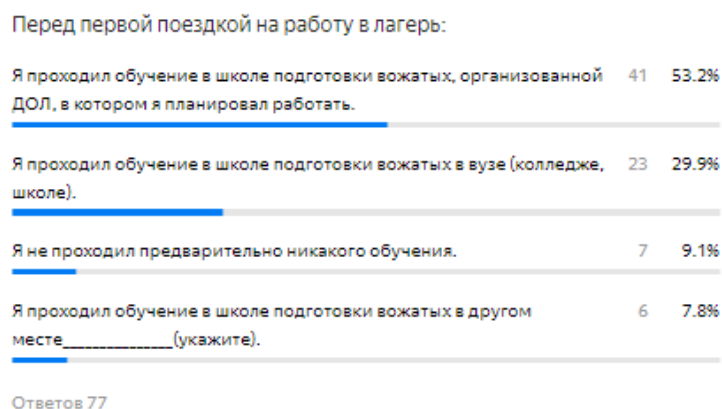 Перед первой поездкой на работу в лагерь:
Я проходил обучение в школе подготовки вожатых, организованной 41 53.2%
ДОЛ, в котором я планировал работать.
Я проходил обучение в школе подготовки вожатых в вузе (колледже, 23 29.9%
школе).
Я не проходил предварительно никакого обучения. 7 9.1%
Я проходил обучение в школе подготовки вожатых в другом 6 7.8%
месте_______________(укажите).
Ответов 77